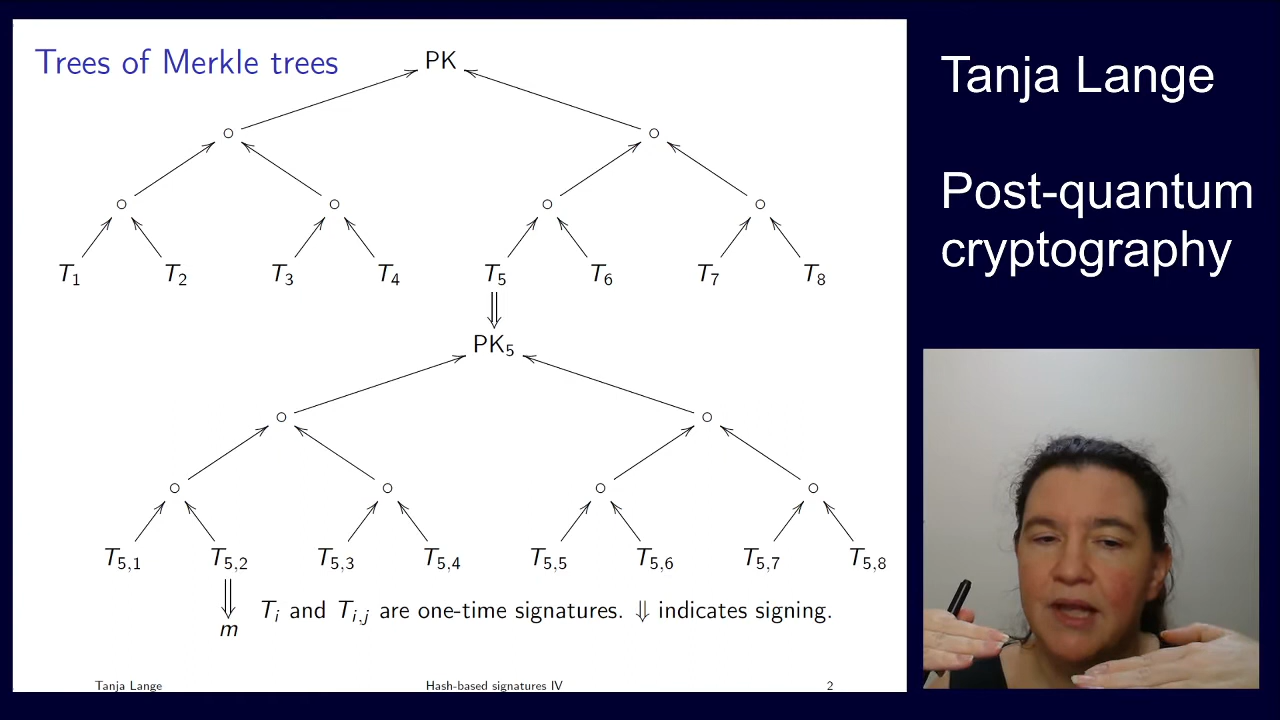 Trees of Merkle trees
PK
T1 T2 T3 T4 T5 T6 T7 T8
PK5
T5,1 T5,2 T5,3 T5,4 T5,5 T5,6 T5,7 T5,8
Ti and Ti,j are one-time signatures. ⇓ indicates signing.
m
Tanja Lange Hash-based signatures IV 2
Tanja Lange
Post-quantum
cryptography